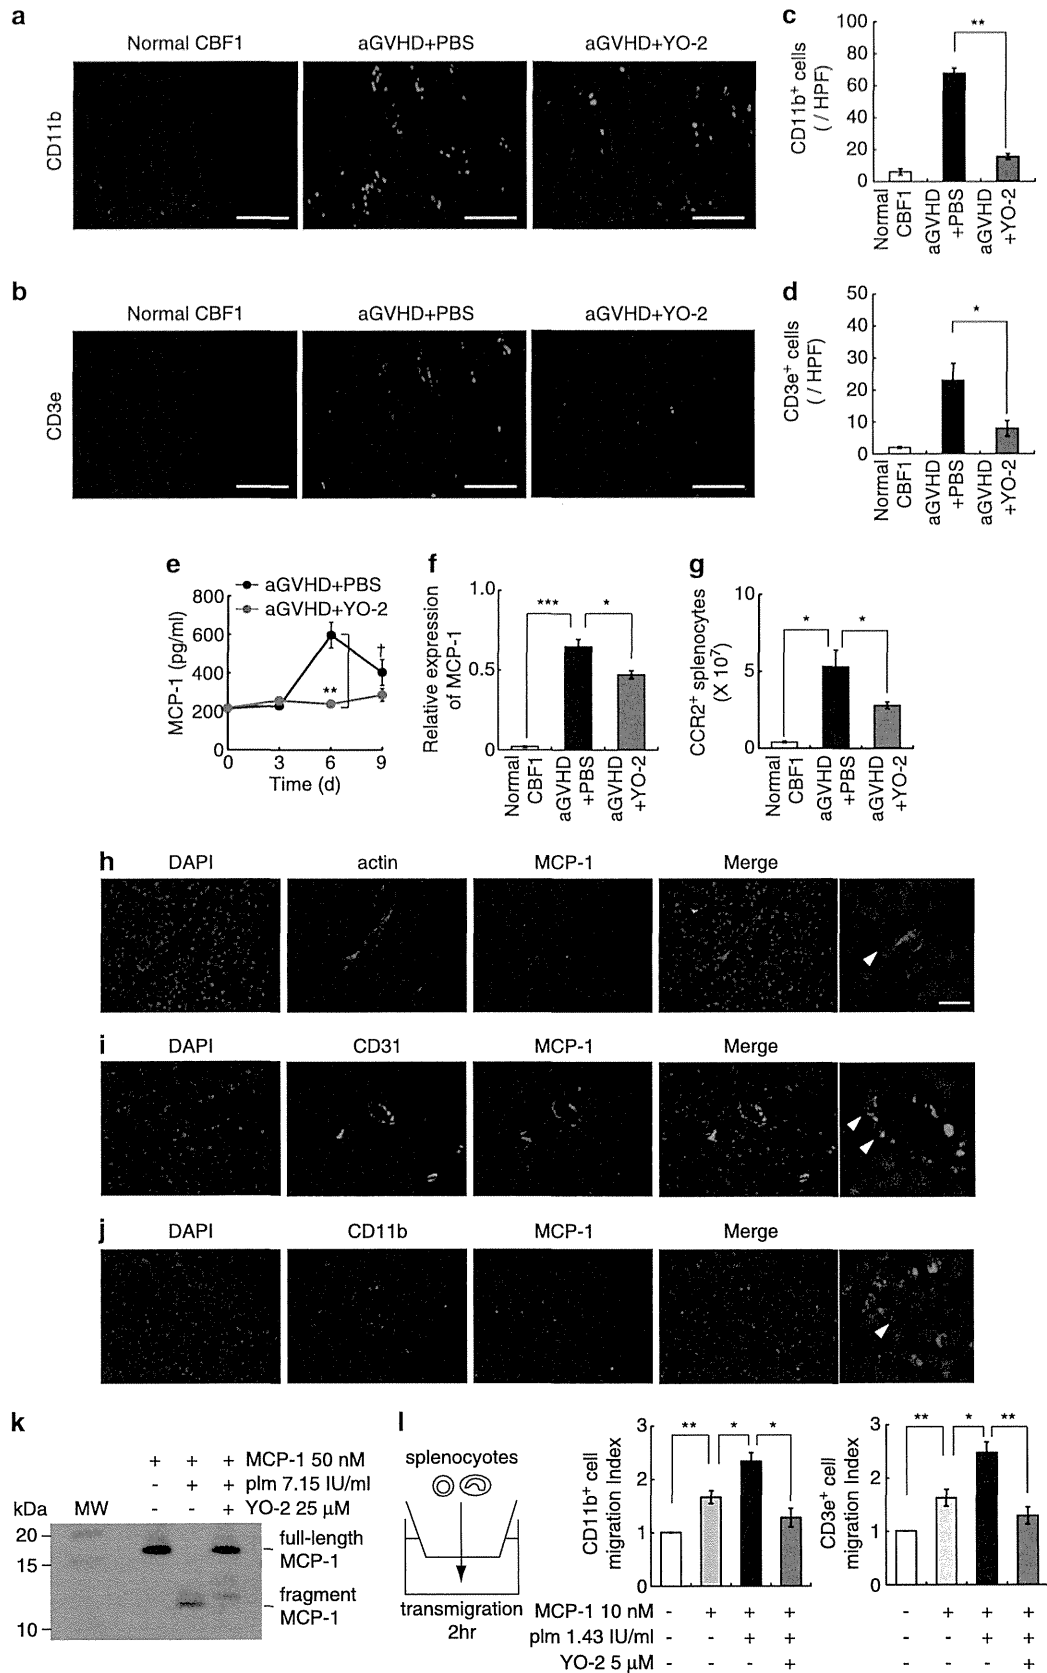 a
Normal CBF1 aGVHD+PBS aGVHD+YO-2
CD11b
c
CD11b+ cells
( / HPF)
100
80
60
40
20
0
**
Normal
CBF1
aGVHD
+PBS
aGVHD
+YO-2
b
Normal CBF1 aGVHD+PBS aGVHD+YO-2
CD3e
d
CD3e+ cells
( / HPF)
50
40
30
20
10
0
*
Normal
CBF1
aGVHD
+PBS
aGVHD
+YO-2
e
aGVHD+PBS
aGVHD+YO-2
MCP-1 (pg/ml)
800
600
400
200
0
**
†
0 3 6 9
Time (d)
f
Relative expression
of MCP-1
1.0
0.5
0
*** *
Normal
CBF1
aGVHD
+PBS
aGVHD
+YO-2
g
CCR2+ splenocytes
(X 10⁷)
10
5
0
* *
Normal
CBF1
aGVHD
+PBS
aGVHD
+YO-2
h
DAPI actin MCP-1 Merge
i
DAPI CD31 MCP-1 Merge
j
DAPI CD11b MCP-1 Merge
k
+ + + MCP-1 50 nM
- + + plm 7.15 IU/ml
- - + YO-2 25 µM
kDa MW
20
15
10
full-length
MCP-1
fragment
MCP-1
l
splenocytes
transmigration
2hr
CD11b+ cell
migration Index
3
2
1
0
** * *
CD3e+ cell
migration Index
3
2
1
0
** * **
MCP-1 10 nM - + + + - + + +
plm 1.43 IU/ml - - + + - - + +
YO-2 5 µM - - - + - - - +